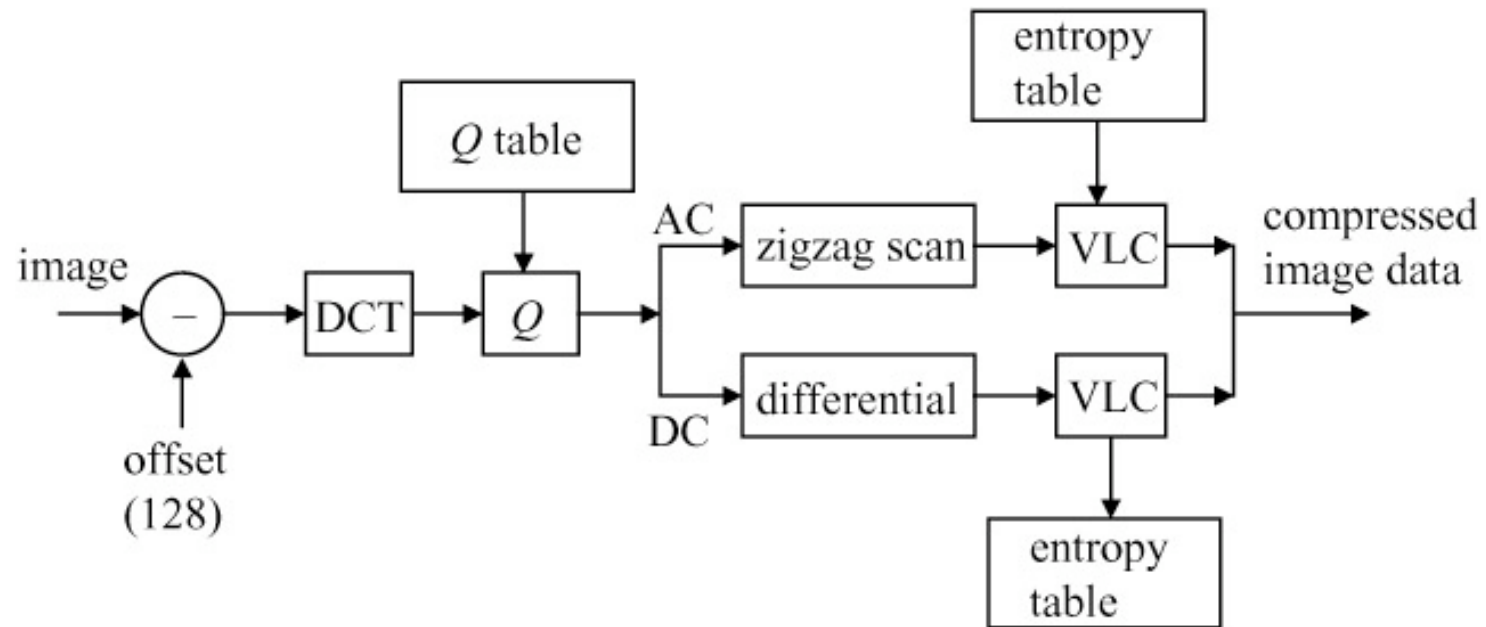 entropy
table
Q table
AC
zigzag scan
VLC
compressed
image data
image
–
DCT
Q
DC
differential
VLC
offset
(128)
entropy
table